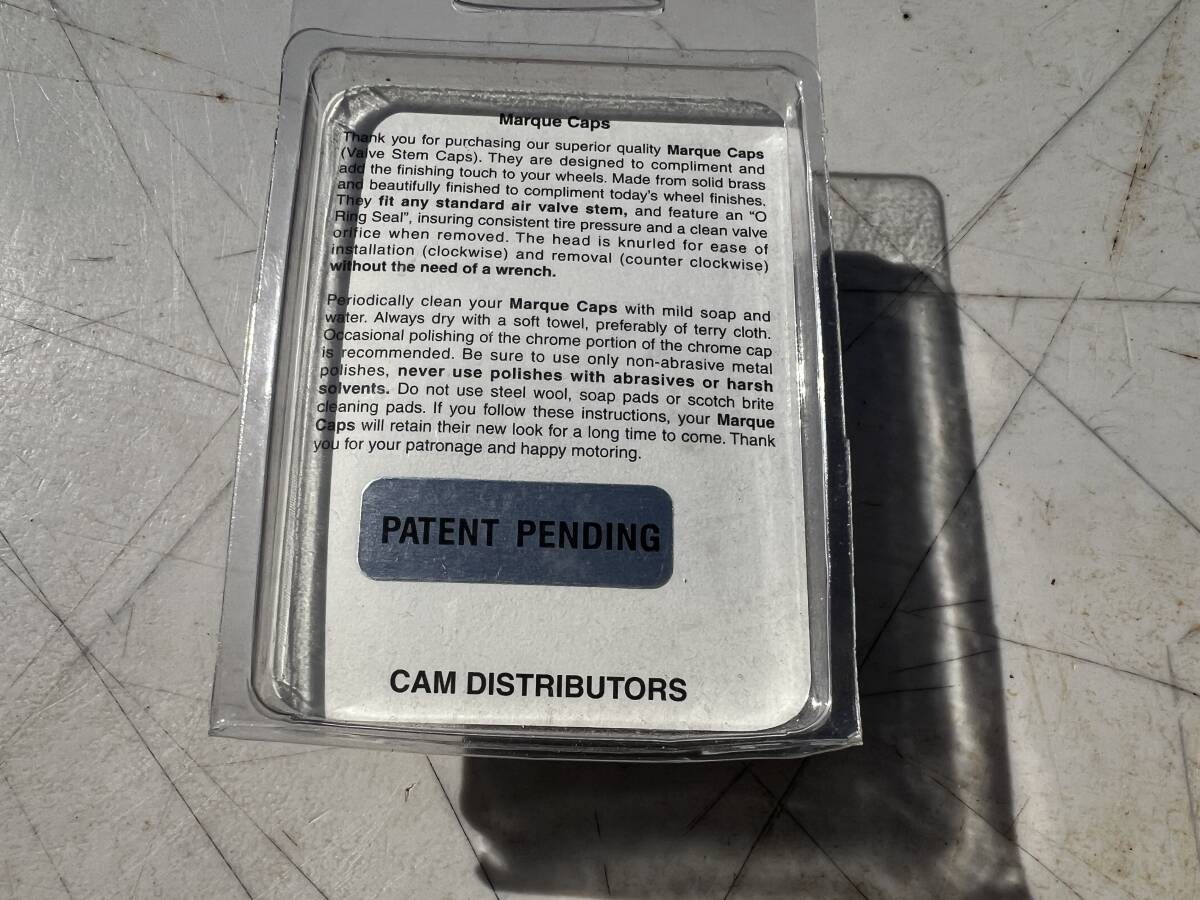 Marque Caps
Thank you for purchasing our superior quality Marque Caps
(Valve Stem Caps). They are designed to compliment and
add the finishing touch to your wheels. Made from solid brass
and beautifully finished to compliment today's wheel finishes.
They fit any standard air valve stem, and feature an "O
Ring Seal", insuring consistent tire pressure and a clean valve
orifice when removed. The head is knurled for ease of
installation (clockwise) and removal (counter clockwise)
without the need of a wrench.
Periodically clean your Marque Caps with mild soap and
water. Always dry with a soft towel, preferably of terry cloth.
Occasional polishing of the chrome portion of the chrome cap
is recommended. Be sure to use only non-abrasive metal
polishes, never use polishes with abrasives or harsh
solvents. Do not use steel wool, soap pads or scotch brite
cleaning pads. If you follow these instructions, your Marque
Caps will retain their new look for a long time to come. Thank
you for your patronage and happy motoring.
PATENT PENDING
CAM DISTRIBUTORS